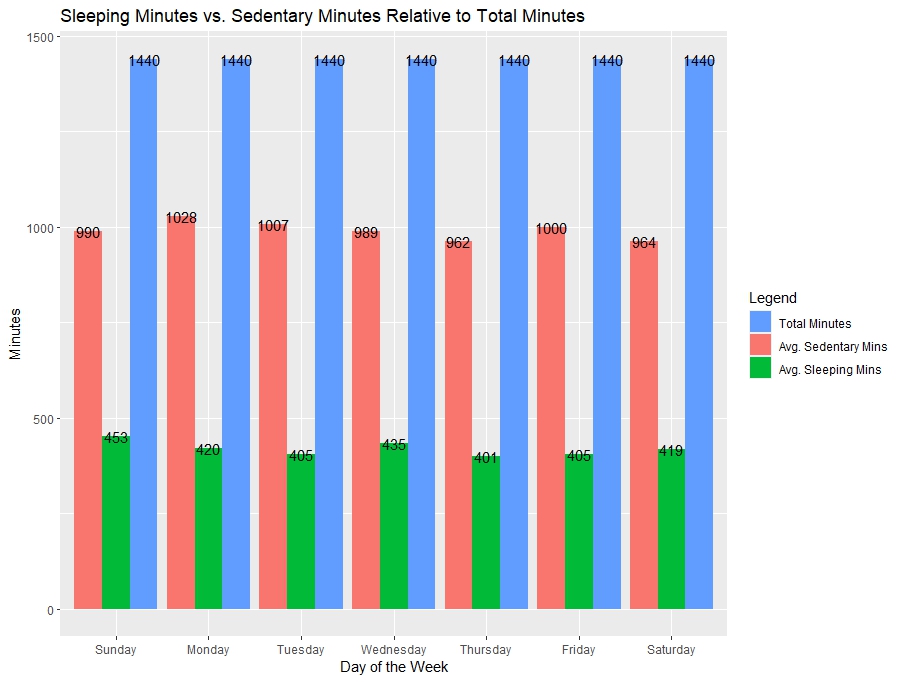 Sleeping Minutes vs. Sedentary Minutes Relative to Total Minutes
1500
1440 1440 1440 1440 1440 1440 1440
1000
990 1028 1007 989 962 1000 964
Minutes
500
453 420 405 435 401 405 419
0
Sunday Monday Tuesday Wednesday Thursday Friday Saturday
Day of the Week
Legend
Total Minutes
Avg. Sedentary Mins
Avg. Sleeping Mins